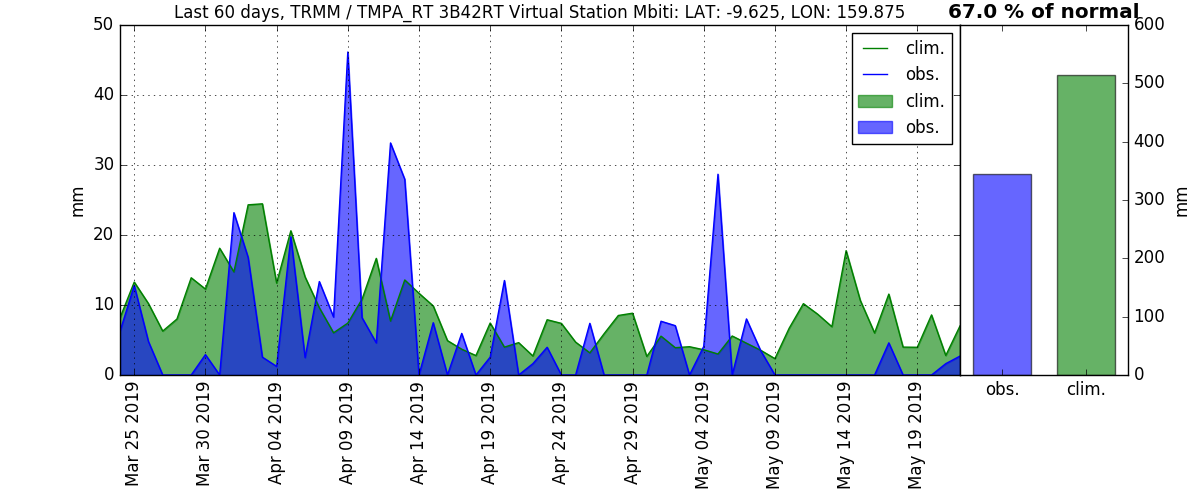 Last 60 days, TRMM / TMPA_RT 3B42RT Virtual Station Mbiti: LAT: -9.625, LON: 159.875
67.0 % of normal
mm
50
40
30
20
10
0
clim.
obs.
clim.
obs.
Mar 25 2019
Mar 30 2019
Apr 04 2019
Apr 09 2019
Apr 14 2019
Apr 19 2019
Apr 24 2019
Apr 29 2019
May 04 2019
May 09 2019
May 14 2019
May 19 2019
600
500
400
300
200
100
0
mm
obs.
clim.